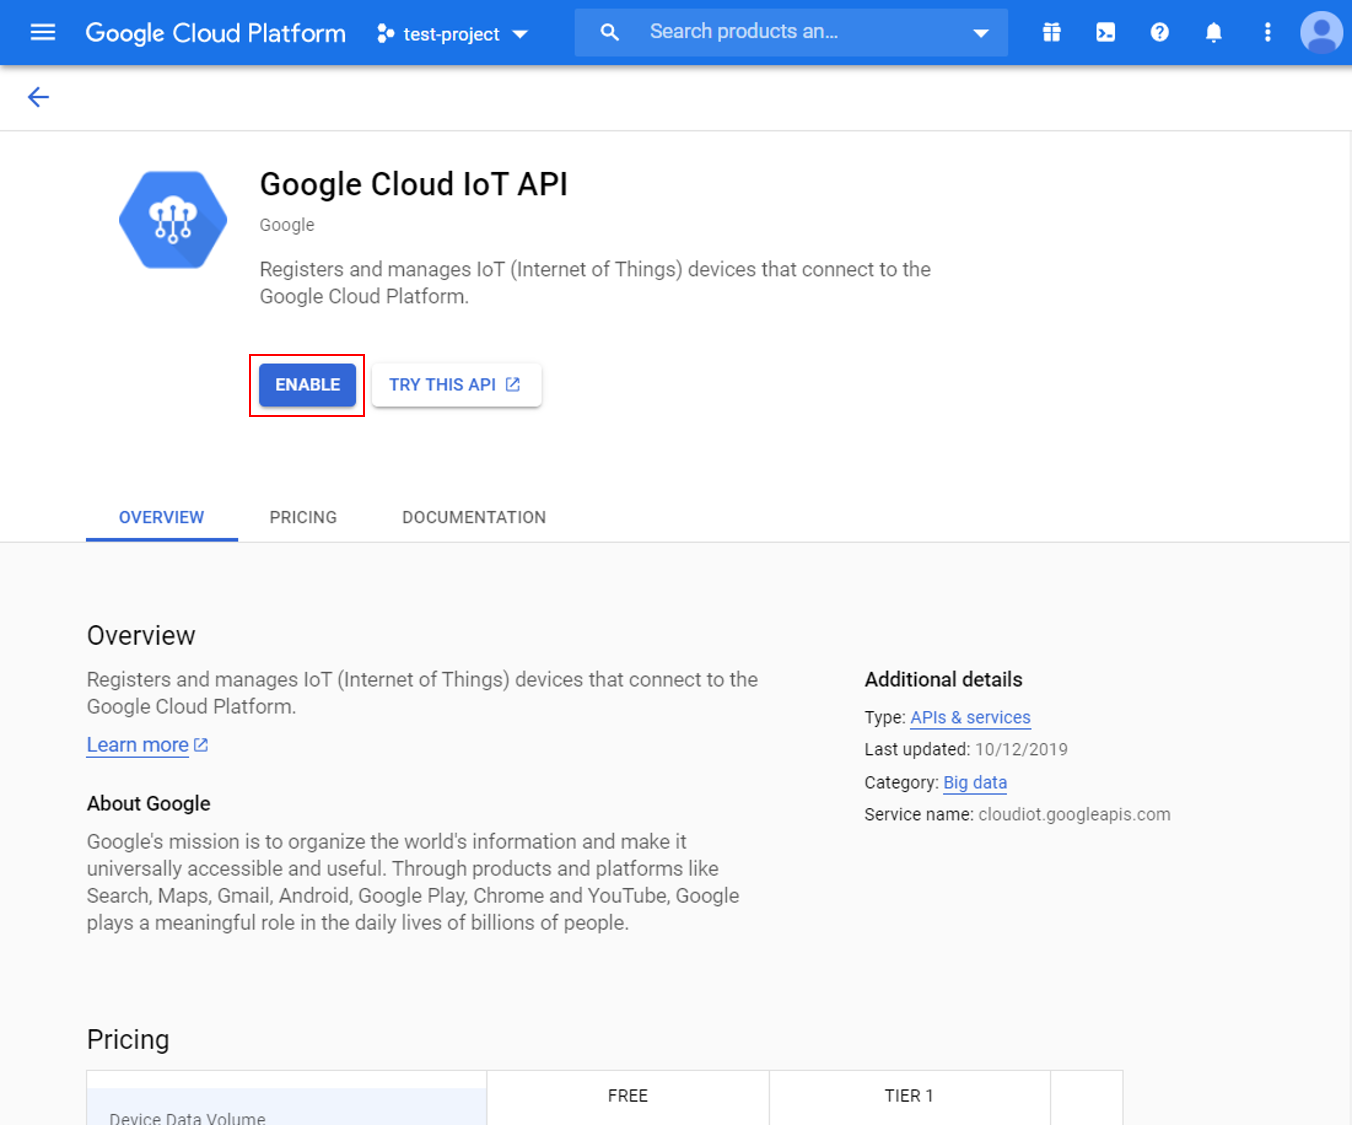 Google Cloud Platform
test-project
Search products an...
Google Cloud IoT API
Google
Registers and manages IoT (Internet of Things) devices that connect to the
Google Cloud Platform.
ENABLE
TRY THIS API
OVERVIEW
PRICING
DOCUMENTATION
Overview
Registers and manages IoT (Internet of Things) devices that connect to the
Google Cloud Platform.
Learn more
About Google
Google's mission is to organize the world's information and make it
universally accessible and useful. Through products and platforms like
Search, Maps, Gmail, Android, Google Play, Chrome and YouTube, Google
plays a meaningful role in the daily lives of billions of people.
Additional details
Type: APIs & services
Last updated: 10/12/2019
Category: Big data
Service name: cloudiot.googleapis.com
Pricing
FREE
TIER 1
Device Data Volume